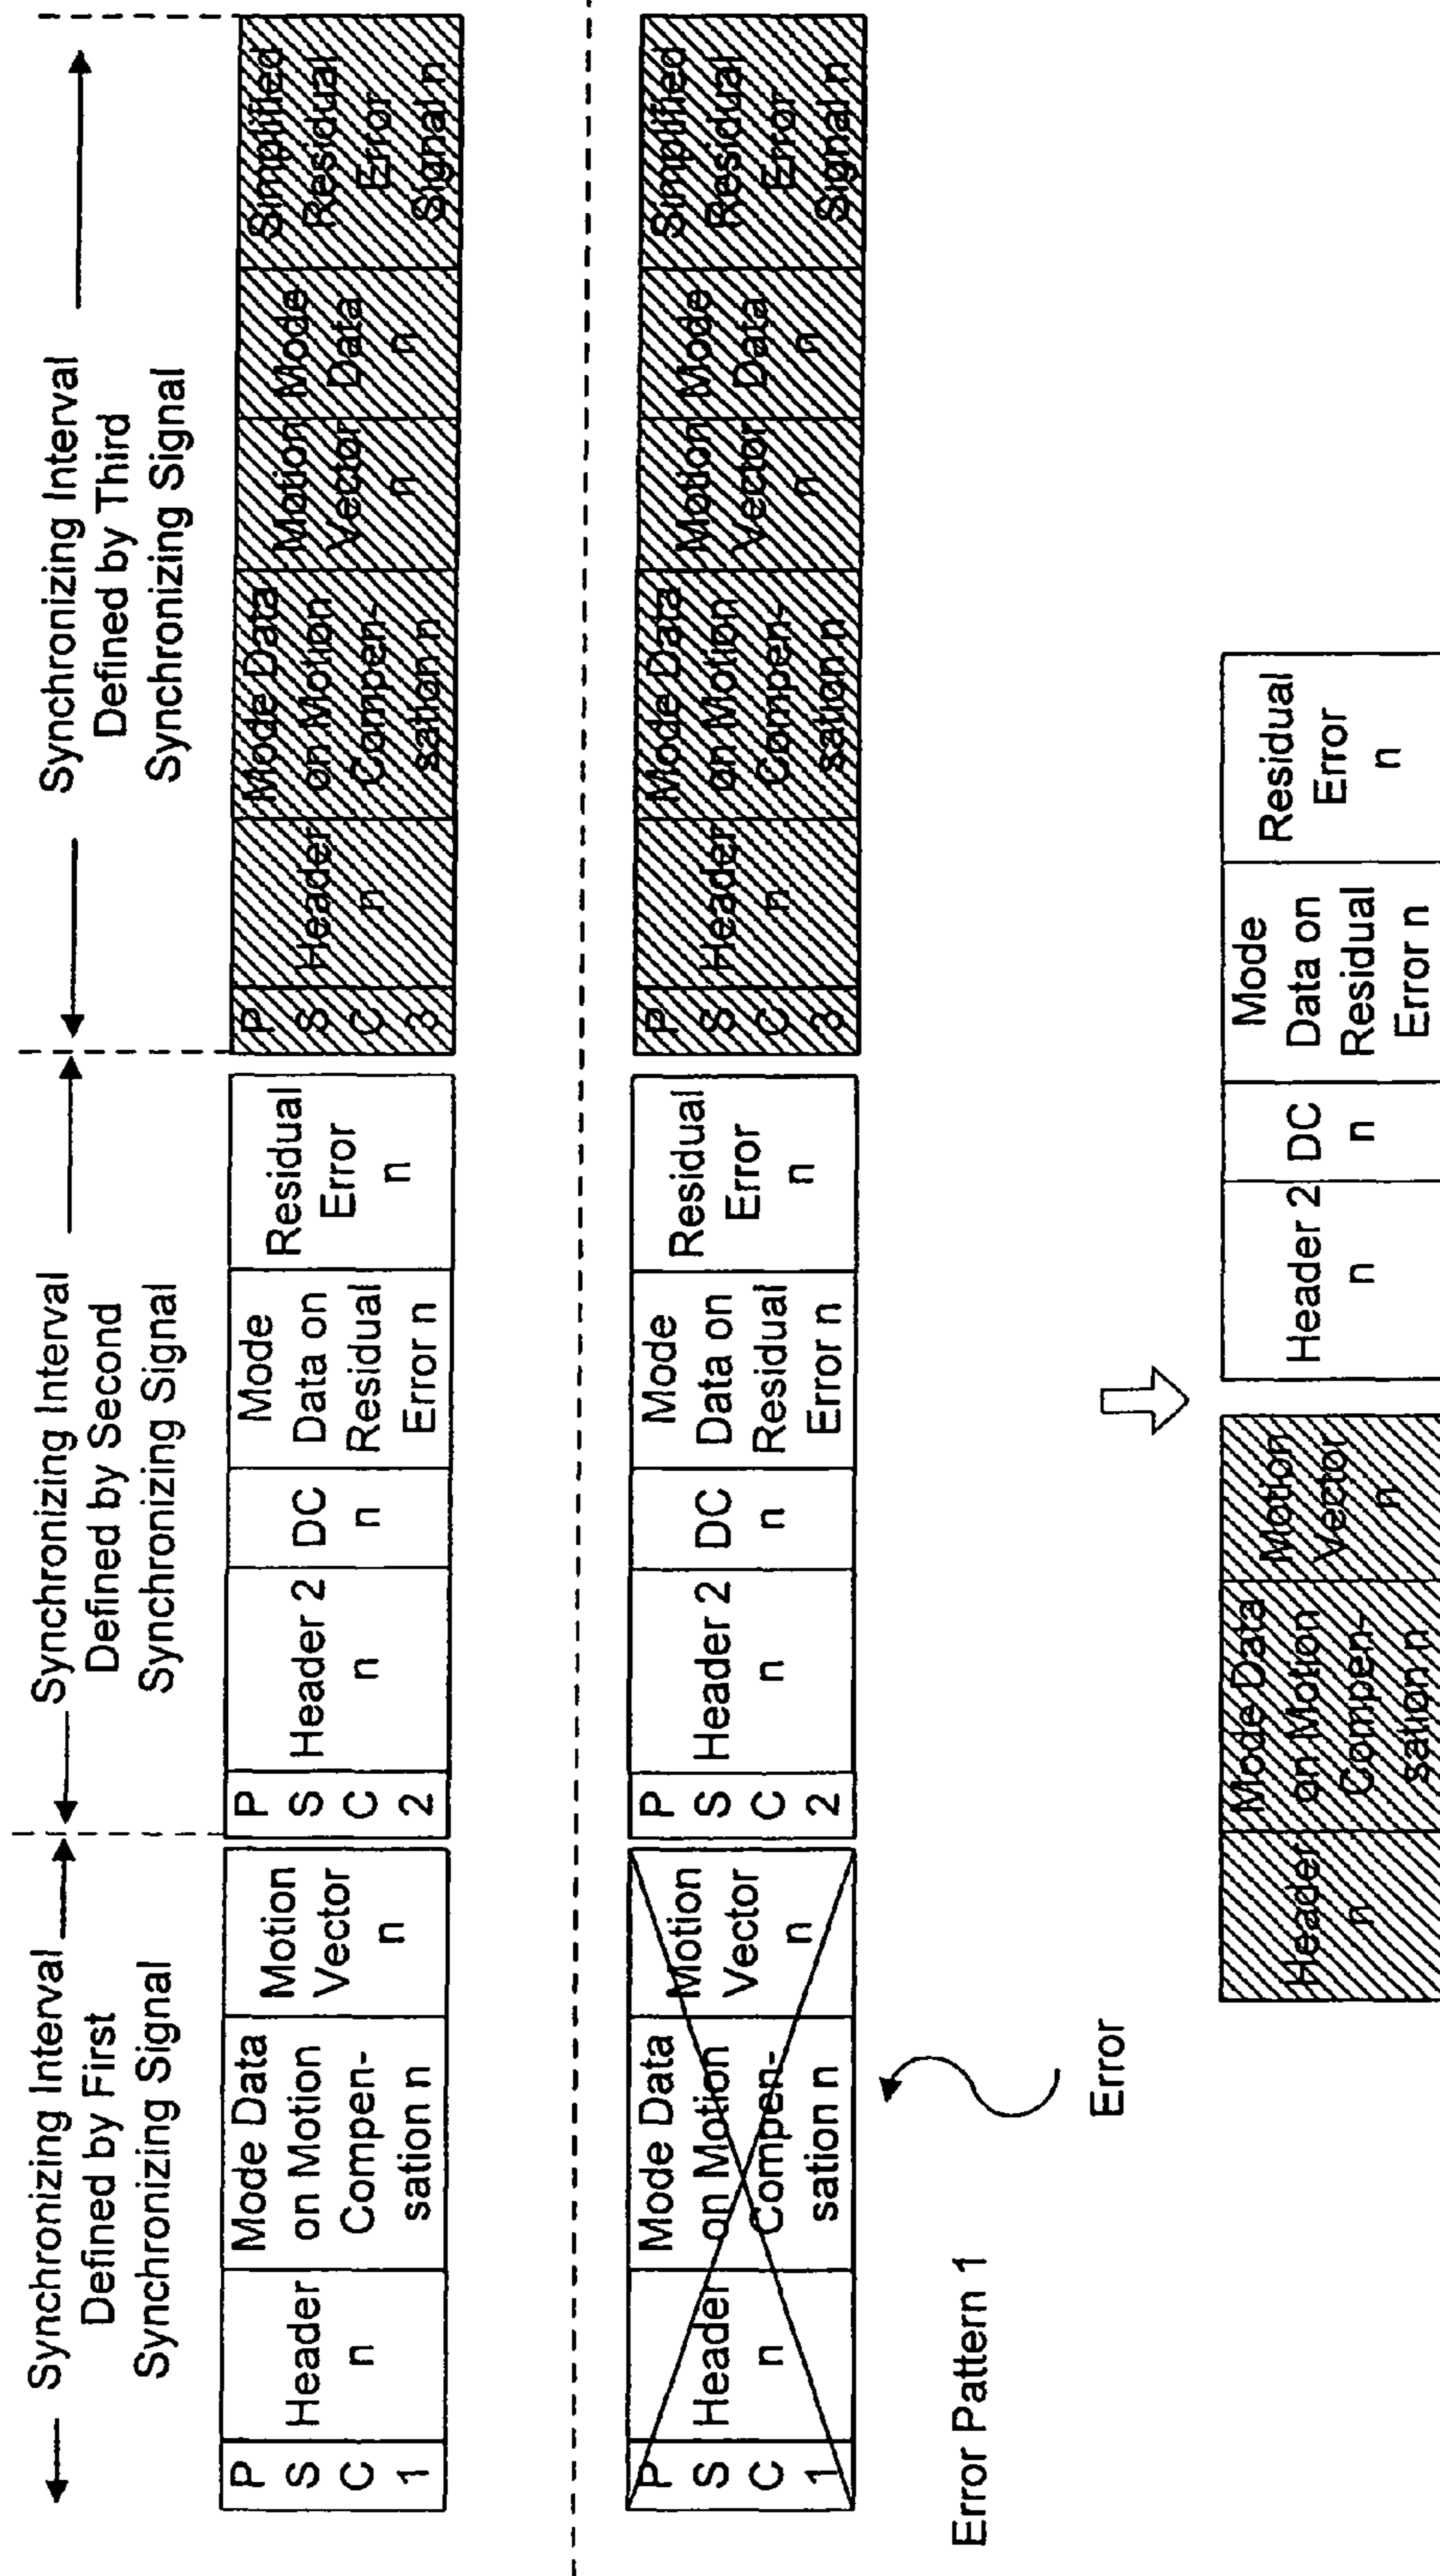 Synchronizing Interval
Defined by First
Synchronizing Signal
Synchronizing Interval
Defined by Second
Synchronizing Signal
Synchronizing Interval
Defined by Third
Synchronizing Signal
P
S
C
1
Header
n
Mode Data
on Motion
Compen-
sation n
Motion
Vector
n
P
S
C
2
Header 2
n
DC
n
Mode
Data on
Residual
Error n
Residual
Error
n
P
S
C
3
Header
n
Mode Data
on Motion
Compen-
sation n
Motion
Vector
n
Mode
Data
n
Simplified
Residual
Error
Signal n
P
S
C
1
Header
n
Mode Data
on Motion
Compen-
sation n
Motion
Vector
n
P
S
C
2
Header 2
n
DC
n
Mode
Data on
Residual
Error n
Residual
Error
n
P
S
C
3
Header
n
Mode Data
on Motion
Compen-
sation n
Motion
Vector
n
Mode
Data
n
Simplified
Residual
Error
Signal n
Error Pattern 1
Error
Header
n
Mode Data
on Motion
Compen-
sation n
Motion
Vector
n
Header 2
n
DC
n
Mode
Data on
Residual
Error n
Residual
Error
n